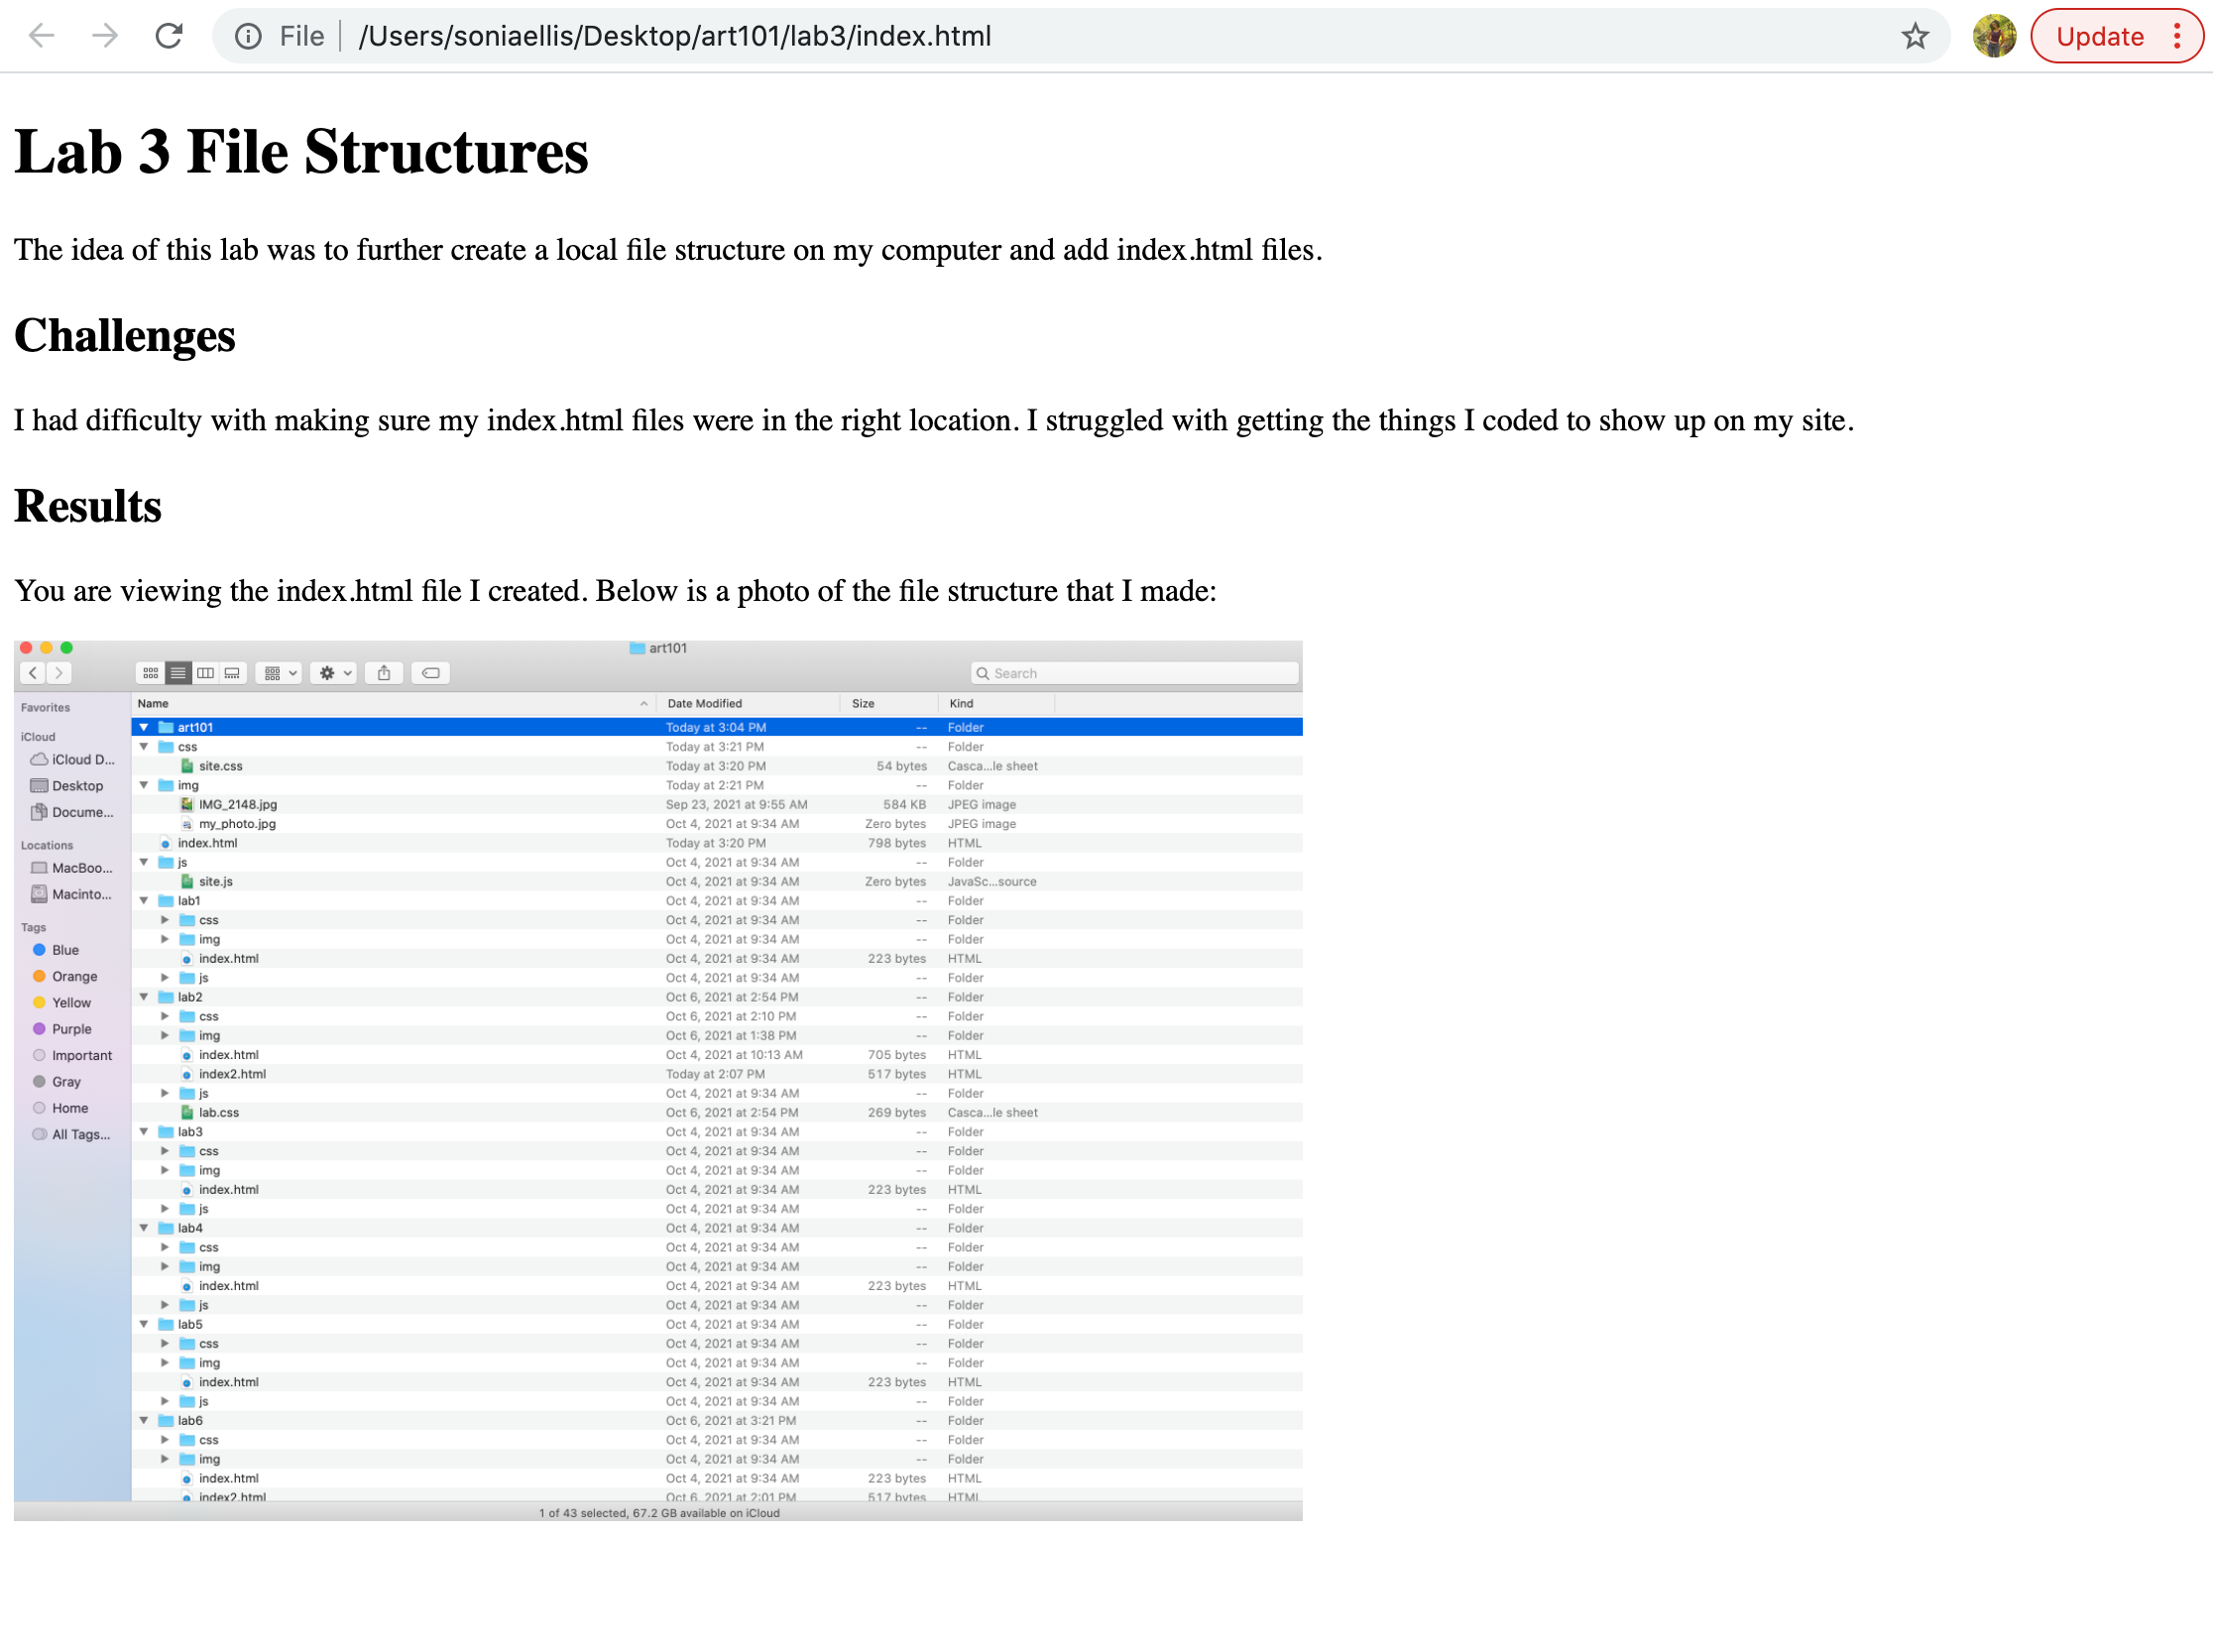 File /Users/soniaellis/Desktop/art101/lab3/index.html Update
Lab 3 File Structures
The idea of this lab was to further create a local file structure on my computer and add index.html files.
Challenges
I had difficulty with making sure my index.html files were in the right location. I struggled with getting the things I coded to show up on my site.
Results
You are viewing the index.html file I created. Below is a photo of the file structure that I made:
art101
Search
Favorites
iCloud
iCloud D...
Desktop
Docume...
Locations
MacBoo...
Macinto...
Tags
Blue
Orange
Yellow
Purple
Important
Gray
Home
All Tags...
Name Date Modified Size Kind
art101 Today at 3:04 PM -- Folder
css Today at 3:21 PM -- Folder
site.css Today at 3:20 PM 54 bytes Casca...le sheet
img Today at 2:21 PM -- Folder
IMG_2148.jpg Sep 23, 2021 at 9:55 AM 584 KB JPEG image
my_photo.jpg Oct 4, 2021 at 9:34 AM Zero bytes JPEG image
index.html Today at 3:20 PM 798 bytes HTML
js Oct 4, 2021 at 9:34 AM -- Folder
site.js Oct 4, 2021 at 9:34 AM Zero bytes JavaSc...source
lab1 Oct 4, 2021 at 9:34 AM -- Folder
css Oct 4, 2021 at 9:34 AM -- Folder
img Oct 4, 2021 at 9:34 AM -- Folder
index.html Oct 4, 2021 at 9:34 AM 223 bytes HTML
js Oct 4, 2021 at 9:34 AM -- Folder
lab2 Oct 6, 2021 at 2:54 PM -- Folder
css Oct 6, 2021 at 2:10 PM -- Folder
img Oct 6, 2021 at 1:38 PM -- Folder
index.html Oct 4, 2021 at 10:13 AM 705 bytes HTML
index2.html Today at 2:07 PM 517 bytes HTML
js Oct 4, 2021 at 9:34 AM -- Folder
lab.css Oct 6, 2021 at 2:54 PM 269 bytes Casca...le sheet
lab3 Oct 4, 2021 at 9:34 AM -- Folder
css Oct 4, 2021 at 9:34 AM -- Folder
img Oct 4, 2021 at 9:34 AM -- Folder
index.html Oct 4, 2021 at 9:34 AM 223 bytes HTML
js Oct 4, 2021 at 9:34 AM -- Folder
lab4 Oct 4, 2021 at 9:34 AM -- Folder
css Oct 4, 2021 at 9:34 AM -- Folder
img Oct 4, 2021 at 9:34 AM -- Folder
index.html Oct 4, 2021 at 9:34 AM 223 bytes HTML
js Oct 4, 2021 at 9:34 AM -- Folder
lab5 Oct 4, 2021 at 9:34 AM -- Folder
css Oct 4, 2021 at 9:34 AM -- Folder
img Oct 4, 2021 at 9:34 AM -- Folder
index.html Oct 4, 2021 at 9:34 AM 223 bytes HTML
js Oct 4, 2021 at 9:34 AM -- Folder
lab6 Oct 6, 2021 at 3:21 PM -- Folder
css Oct 4, 2021 at 9:34 AM -- Folder
img Oct 4, 2021 at 9:34 AM -- Folder
index.html Oct 4, 2021 at 9:34 AM 223 bytes HTML
index2.html Oct 6, 2021 at 2:01 PM 517 bytes HTML
1 of 43 selected, 67.2 GB available on iCloud